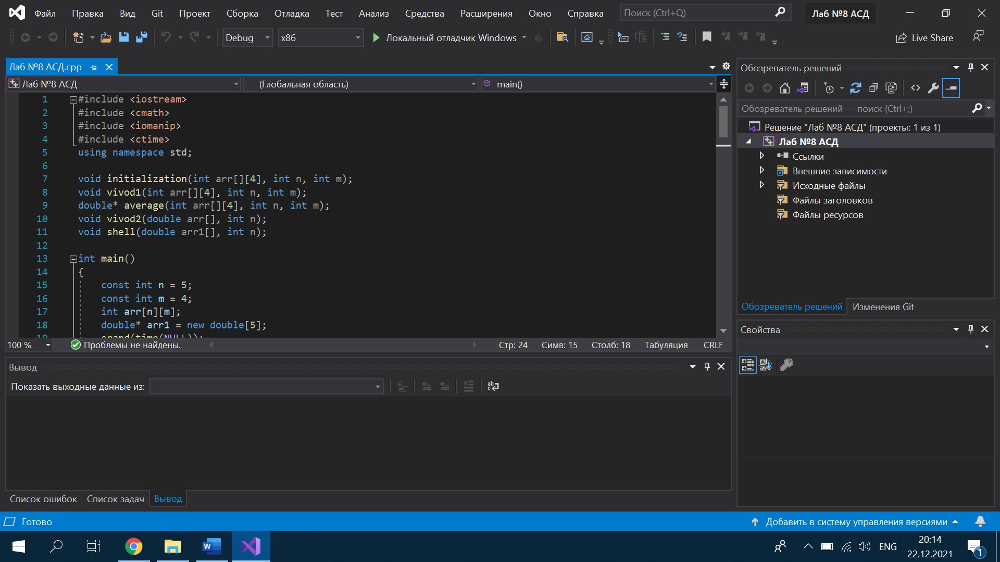 Файл Правка Вид Git Проект Сборка Отладка Тест Анализ Средства Расширения Окно Справка Поиск (Ctrl+Q) Лаб №8 АСД
Debug x86 Локальный отладчик Windows Live Share
Лаб №8 АСД.cpp
Лаб №8 АСД (Глобальная область) main()
1 #include <iostream>
2 #include <cmath>
3 #include <iomanip>
4 #include <ctime>
5 using namespace std;
6
7 void initialization(int arr[][4], int n, int m);
8 void vivod1(int arr[][4], int n, int m);
9 double* average(int arr[][4], int n, int m);
10 void vivod2(double arr[], int n);
11 void shell(double arr1[], int n);
12
13 int main()
14 {
15 const int n = 5;
16 const int m = 4;
17 int arr[n][m];
18 double* arr1 = new double[5];
19 srand(time(NULL));
100 % Проблемы не найдены. Стр: 24 Симв: 15 Столб: 18 Табуляция CRLF
Вывод
Показать выходные данные из:
Список ошибок Список задач Вывод
Обозреватель решений
Обозреватель решений — поиск (Ctrl+;)
Решение "Лаб №8 АСД" (проекты: 1 из 1)
Лаб №8 АСД
Ссылки
Внешние зависимости
Исходные файлы
Файлы заголовков
Файлы ресурсов
Обозреватель решений Изменения Git
Свойства
Готово Добавить в систему управления версиями
ENG 20:14
22.12.2021
1